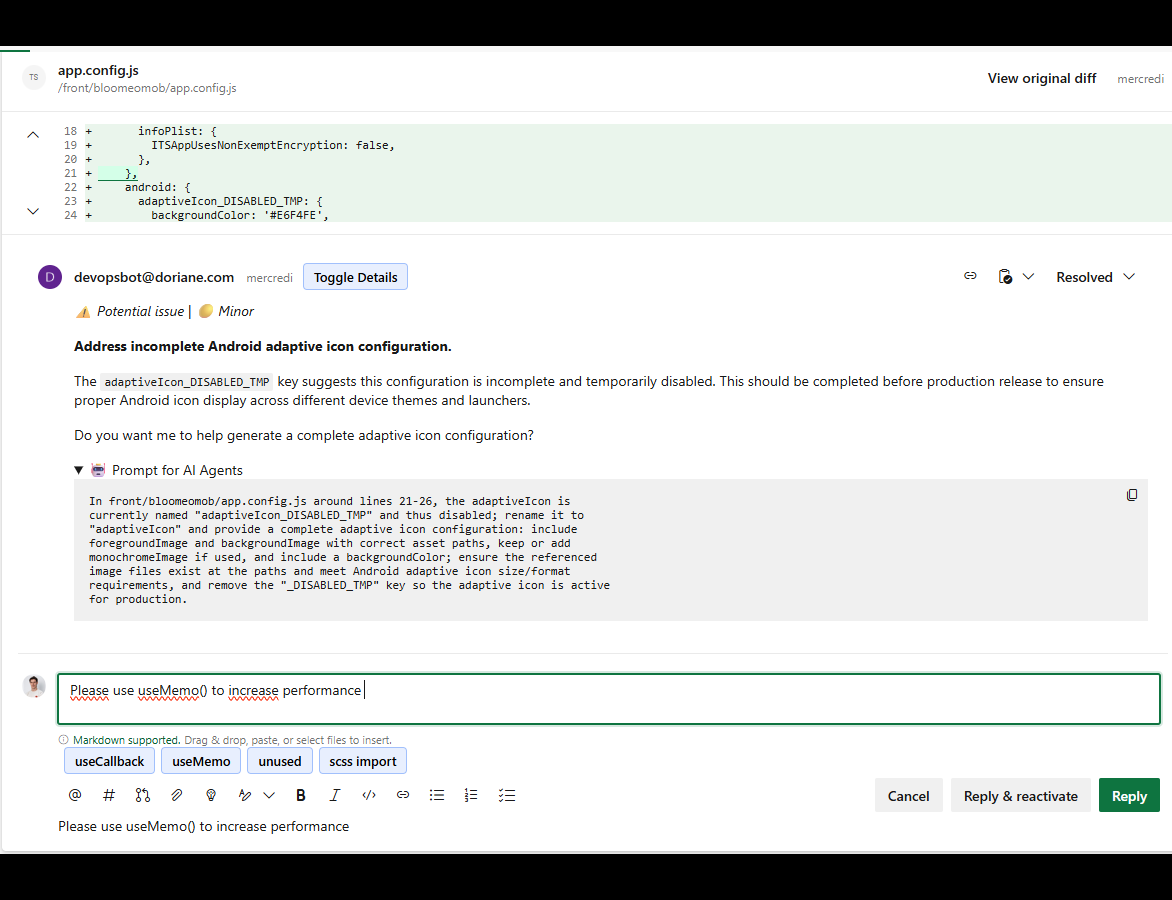 TS
app.config.js
/front/bloomeomob/app.config.js
View original diff
mercredi
18 + infoPlist: {
19 + ITSAppUsesNonExemptEncryption: false,
20 + },
21 + },
22 + android: {
23 + adaptiveIcon_DISABLED_TMP: {
24 + backgroundColor: '#E6F4FE',
D devopsbot@doriane.com mercredi Toggle Details Resolved
⚠️ Potential issue | 🟡 Minor
Address incomplete Android adaptive icon configuration.
The adaptiveIcon_DISABLED_TMP key suggests this configuration is incomplete and temporarily disabled. This should be completed before production release to ensure
proper Android icon display across different device themes and launchers.
Do you want me to help generate a complete adaptive icon configuration?
▼ 🤖 Prompt for AI Agents
In front/bloomeomob/app.config.js around lines 21-26, the adaptiveIcon is
currently named "adaptiveIcon_DISABLED_TMP" and thus disabled; rename it to
"adaptiveIcon" and provide a complete adaptive icon configuration: include
foregroundImage and backgroundImage with correct asset paths, keep or add
monochromeImage if used, and include a backgroundColor; ensure the referenced
image files exist at the paths and meet Android adaptive icon size/format
requirements, and remove the "_DISABLED_TMP" key so the adaptive icon is active
for production.
Please use useMemo() to increase performance
Markdown supported. Drag & drop, paste, or select files to insert.
useCallback useMemo unused scss import
@ # B I </>
Cancel Reply & reactivate Reply
Please use useMemo() to increase performance